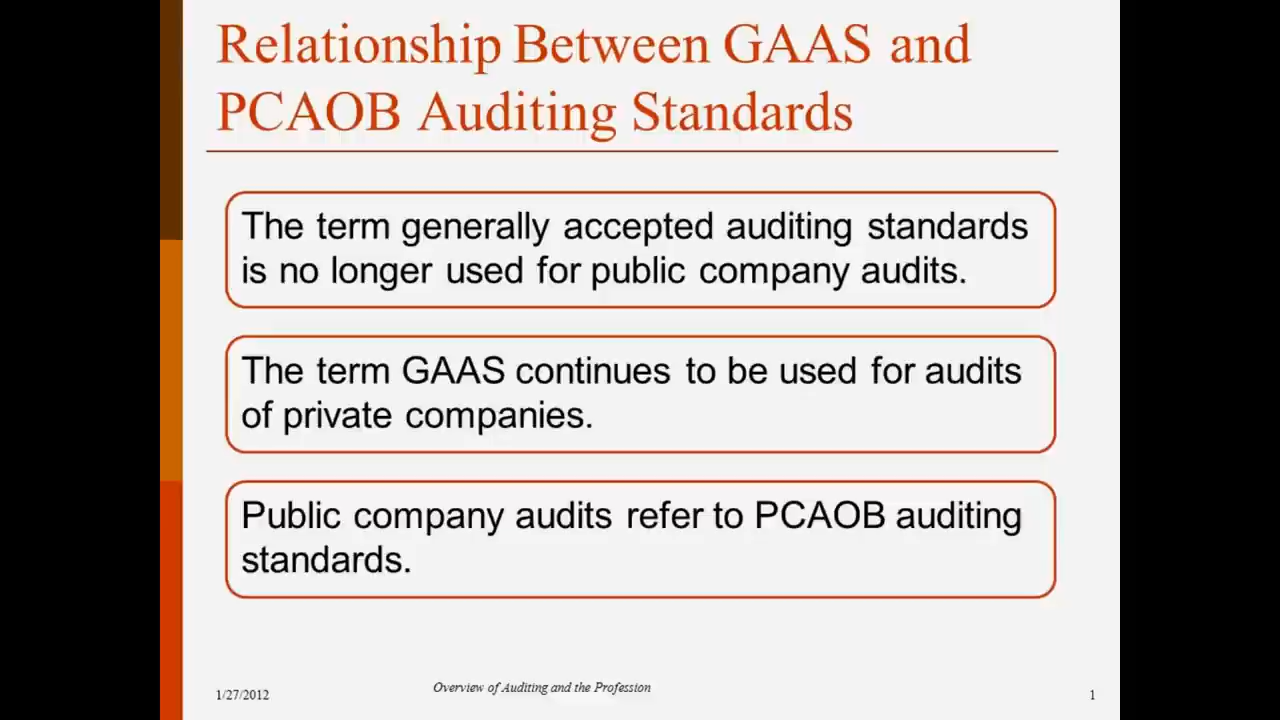 Relationship Between GAAS and
PCAOB Auditing Standards
The term generally accepted auditing standards
is no longer used for public company audits.
The term GAAS continues to be used for audits
of private companies.
Public company audits refer to PCAOB auditing
standards.
1/27/2012
Overview of Auditing and the Profession
1